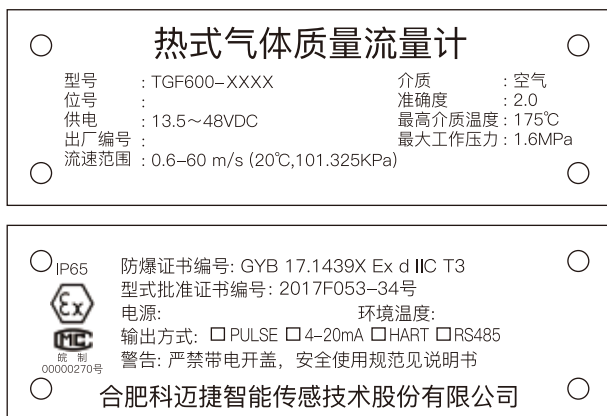 热式气体质量流量计
型号 : TGF600-XXXX 介质 : 空气
位号 : 准确度 : 2.0
供电 : 13.5～48VDC 最高介质温度 : 175℃
出厂编号 : 最大工作压力 : 1.6MPa
流速范围 : 0.6-60 m/s (20℃,101.325KPa)
IP65 防爆证书编号: GYB 17.1439X Ex d IIC T3
εx 型式批准证书编号: 2017F053-34号
电源: 环境温度:
MC 输出方式: □ PULSE □ 4-20mA □ HART □ RS485
皖 制
00000270号 警告: 严禁带电开盖，安全使用规范见说明书
合肥科迈捷智能传感技术股份有限公司